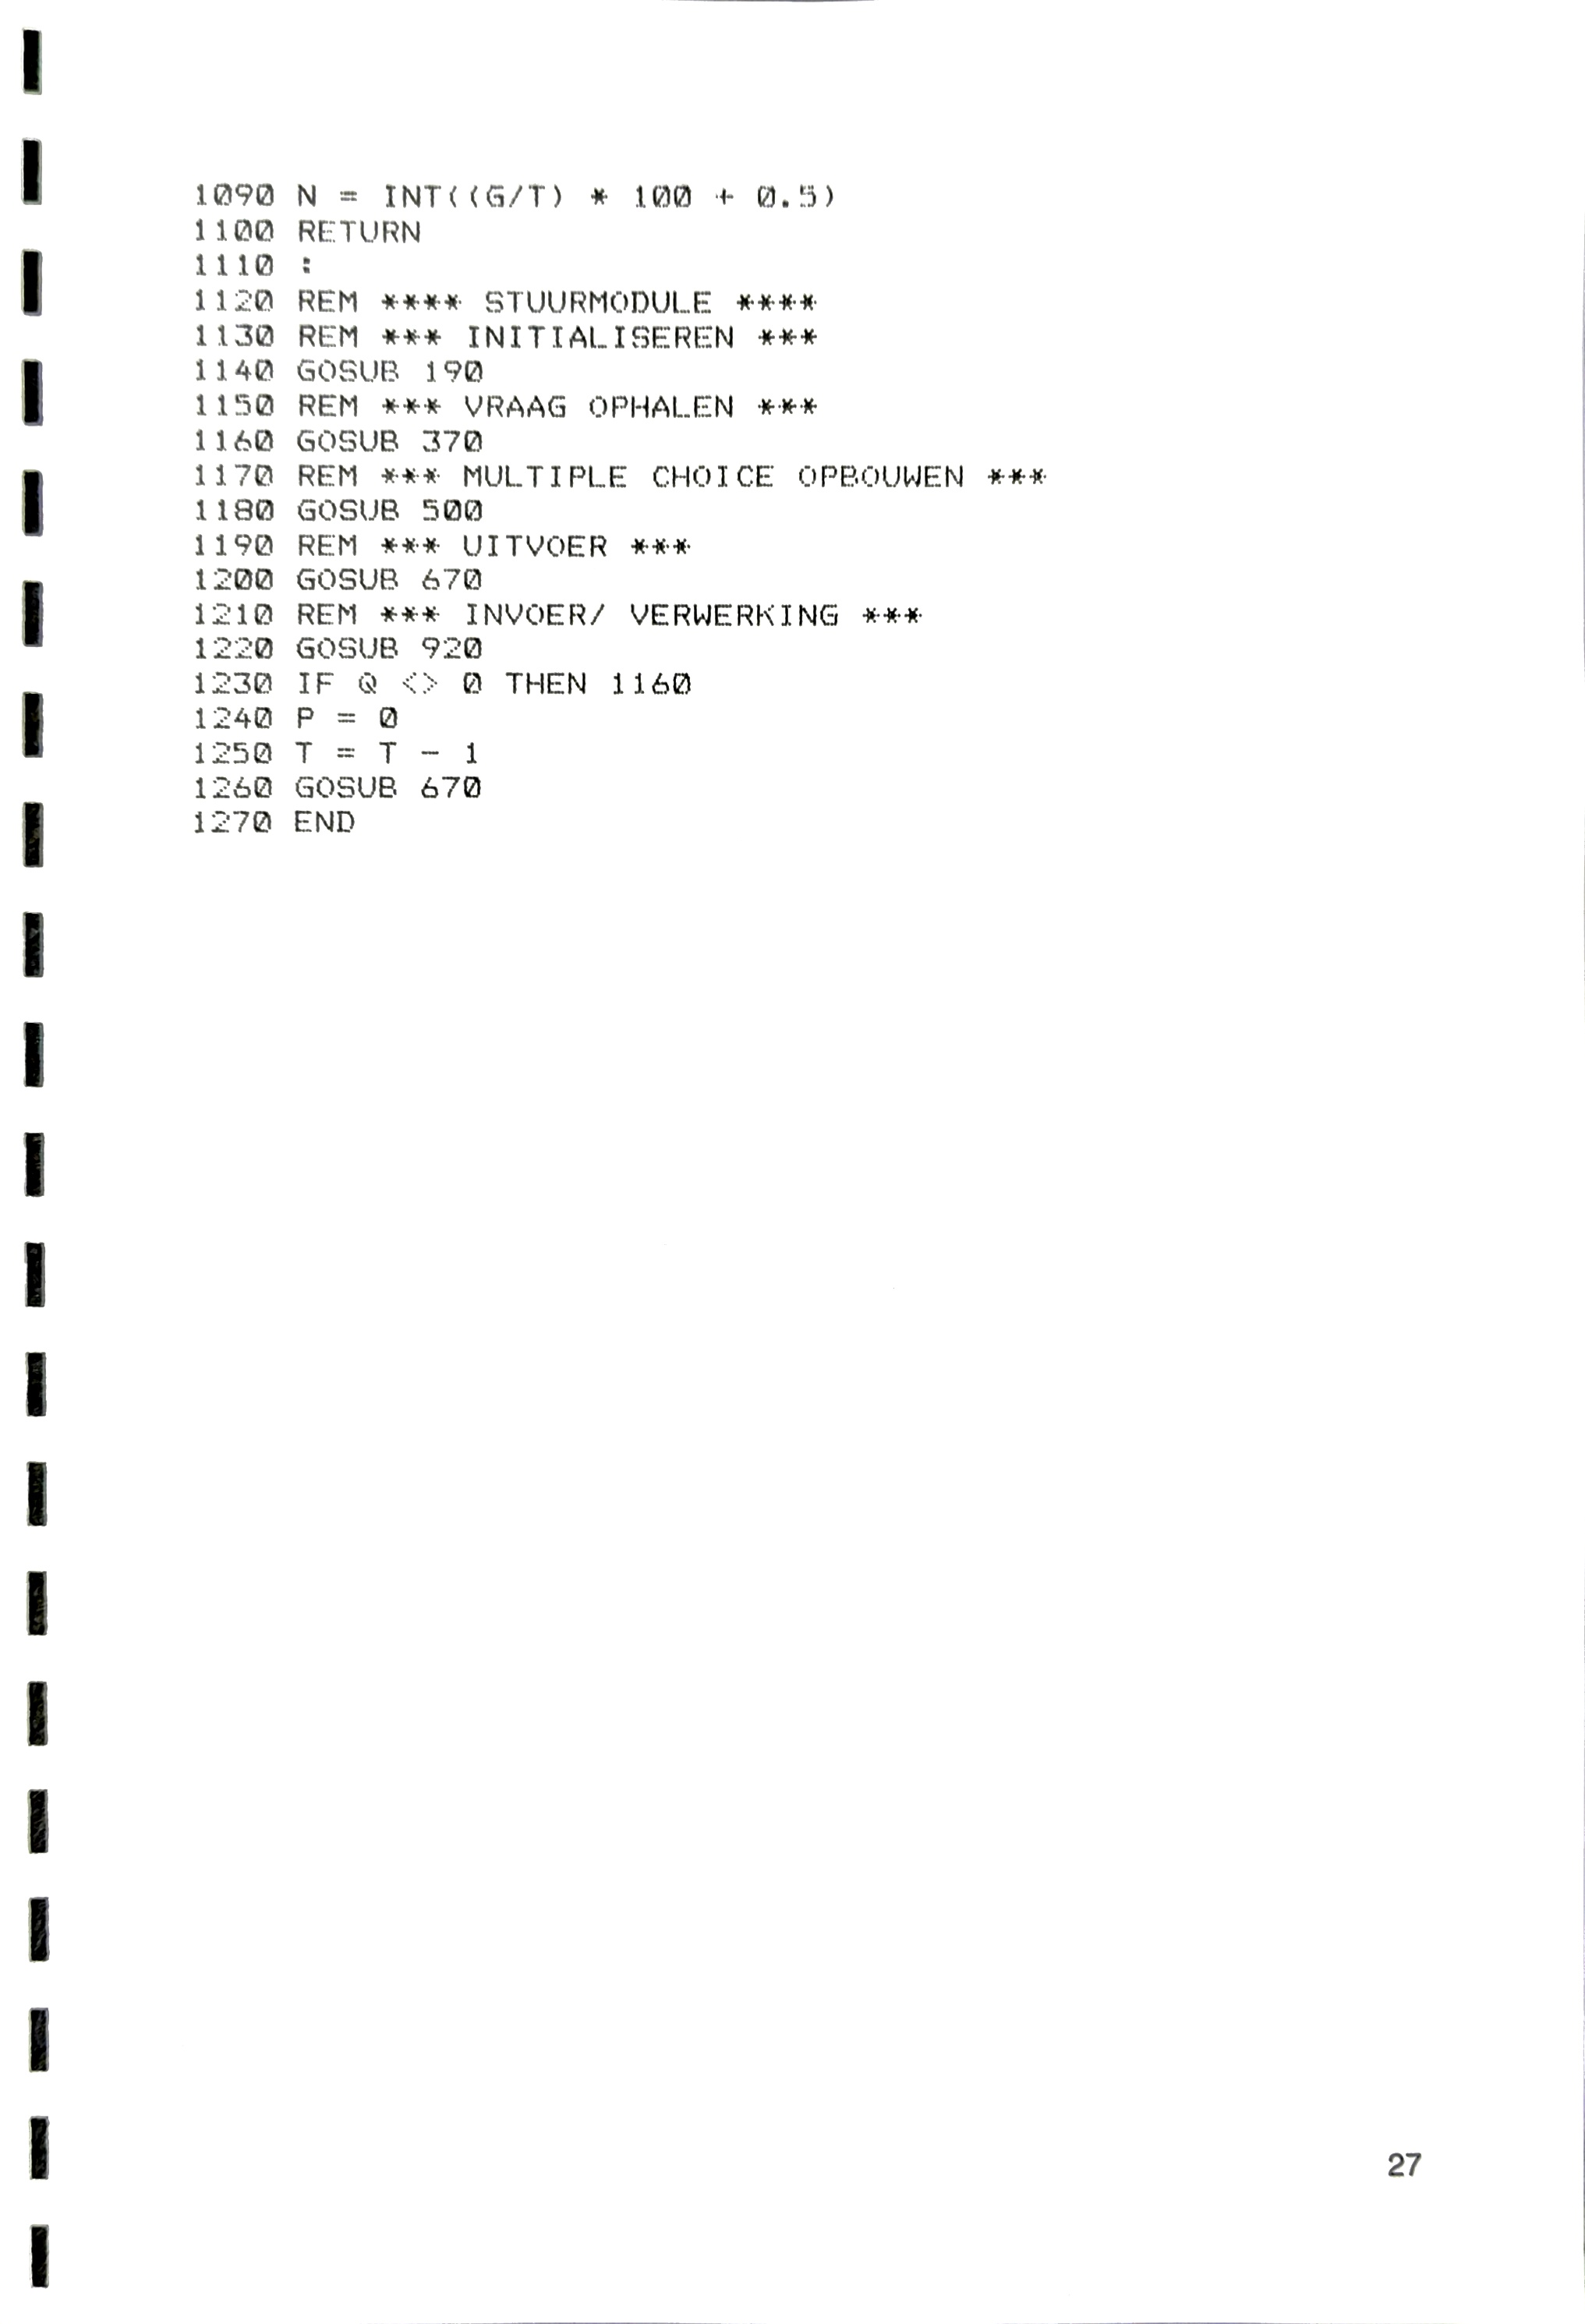 1090 N = INT((G/T) * 100 + 0.5)
1100 RETURN
1110 :
1120 REM **** STUURMODULE ****
1130 REM *** INITIALISEREN ***
1140 GOSUB 190
1150 REM *** VRAAG OPHALEN ***
1160 GOSUB 370
1170 REM *** MULTIPLE CHOICE OPBOUWEN ***
1180 GOSUB 500
1190 REM *** UITVOER ***
1200 GOSUB 670
1210 REM *** INVOER/ VERWERKING ***
1220 GOSUB 920
1230 IF Q <> 0 THEN 1160
1240 P = 0
1250 T = T - 1
1260 GOSUB 670
1270 END
27